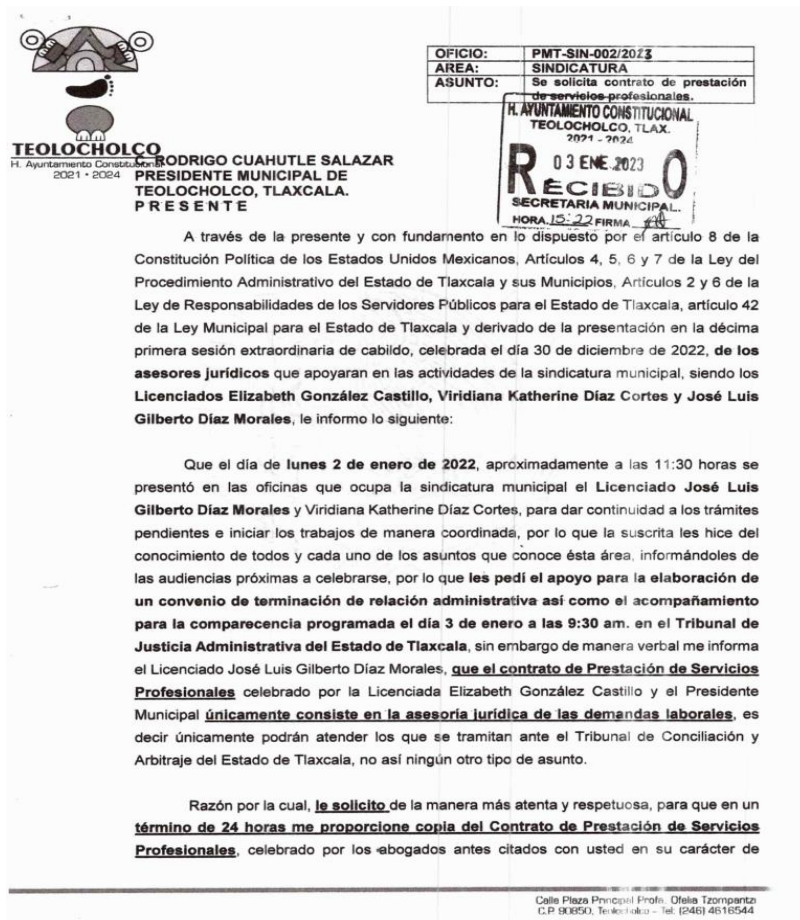 OFICIO: PMT-SIN-002/2023
AREA: SINDICATURA
ASUNTO: Se solicita contrato de prestación
de servicios profesionales.
H. AYUNTAMIENTO CONSTITUCIONAL
TEOLOCHOLCO, TLAX.
2021 - 2024
03 ENE. 2023
RECIBIDO
SECRETARIA MUNICIPAL.
HORA. 15:22 FIRMA
TEOLOCHOLCO
H. Ayuntamiento Constitucional
2021 • 2024
C. RODRIGO CUAHUTLE SALAZAR
PRESIDENTE MUNICIPAL DE
TEOLOCHOLCO, TLAXCALA.
P R E S E N T E
A través de la presente y con fundamento en lo dispuesto por el artículo 8 de la
Constitución Política de los Estados Unidos Mexicanos, Artículos 4, 5, 6 y 7 de la Ley del
Procedimiento Administrativo del Estado de Tlaxcala y sus Municipios, Artículos 2 y 6 de la
Ley de Responsabilidades de los Servidores Públicos para el Estado de Tlaxcala, artículo 42
de la Ley Municipal para el Estado de Tlaxcala y derivado de la presentación en la décima
primera sesión extraordinaria de cabildo, celebrada el día 30 de diciembre de 2022, de los
asesores jurídicos que apoyaran en las actividades de la sindicatura municipal, siendo los
Licenciados Elizabeth González Castillo, Viridiana Katherine Díaz Cortes y José Luis
Gilberto Díaz Morales, le informo lo siguiente:
Que el día de lunes 2 de enero de 2022, aproximadamente a las 11:30 horas se
presentó en las oficinas que ocupa la sindicatura municipal el Licenciado José Luis
Gilberto Díaz Morales y Viridiana Katherine Díaz Cortes, para dar continuidad a los trámites
pendientes e iniciar los trabajos de manera coordinada, por lo que la suscrita les hice del
conocimiento de todos y cada uno de los asuntos que conoce ésta área, informándoles de
las audiencias próximas a celebrarse, por lo que les pedí el apoyo para la elaboración de
un convenio de terminación de relación administrativa así como el acompañamiento
para la comparecencia programada el día 3 de enero a las 9:30 am. en el Tribunal de
Justicia Administrativa del Estado de Tlaxcala, sin embargo de manera verbal me informa
el Licenciado José Luis Gilberto Díaz Morales, que el contrato de Prestación de Servicios
Profesionales celebrado por la Licenciada Elizabeth González Castillo y el Presidente
Municipal únicamente consiste en la asesoría jurídica de las demandas laborales, es
decir únicamente podrán atender los que se tramitan ante el Tribunal de Conciliación y
Arbitraje del Estado de Tlaxcala, no así ningún otro tipo de asunto.
Razón por la cual, le solicito de la manera más atenta y respetuosa, para que en un
término de 24 horas me proporcione copia del Contrato de Prestación de Servicios
Profesionales, celebrado por los abogados antes citados con usted en su carácter de
Calle Plaza Principal Profa. Ofelia Tzompantzi
C.P. 90850, Teolocholco - Tel. (246) 4616544